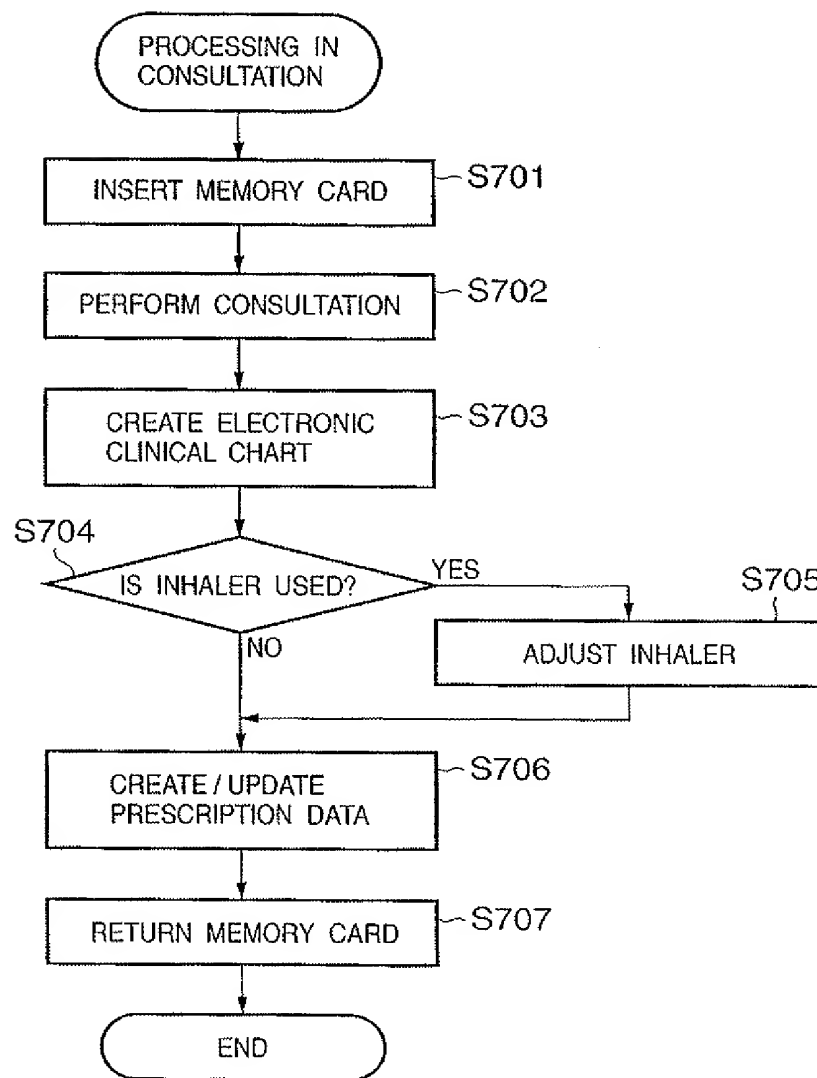 PROCESSING IN
CONSULTATION
INSERT MEMORY CARD
S701
PERFORM CONSULTATION
S702
CREATE ELECTRONIC
CLINICAL CHART
S703
S704
IS INHALER USED?
YES
NO
S705
ADJUST INHALER
CREATE / UPDATE
PRESCRIPTION DATA
S706
RETURN MEMORY CARD
S707
END